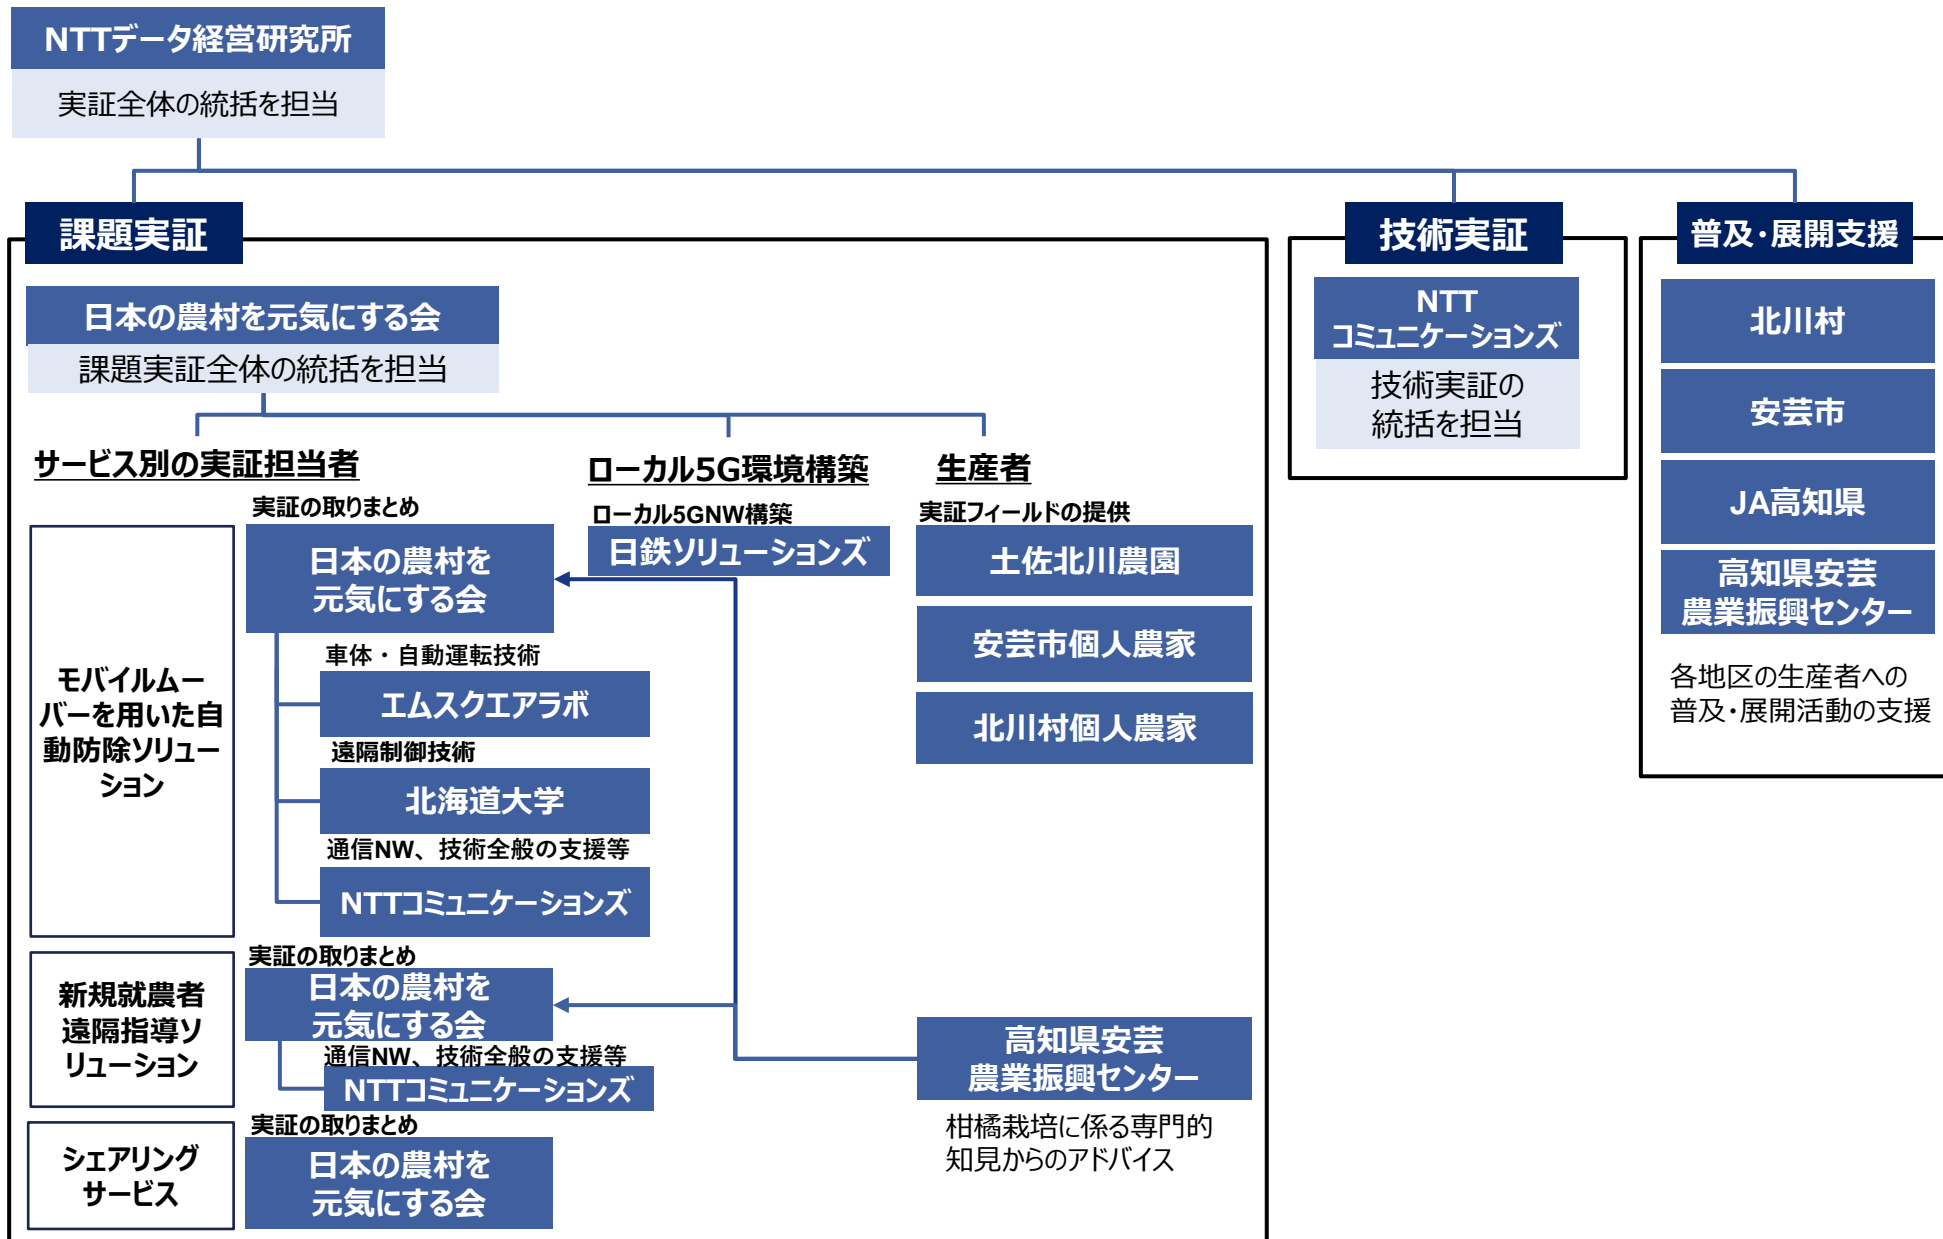 NTTデータ経営研究所
実証全体の統括を担当
課題実証
日本の農村を元気にする会
課題実証全体の統括を担当
サービス別の実証担当者
モバイルムー
バーを用いた自
動防除ソリュー
ション
実証の取りまとめ
日本の農村を
元気にする会
車体・自動運転技術
エムスクエアラボ
遠隔制御技術
北海道大学
通信NW、技術全般の支援等
NTTコミュニケーションズ
新規就農者
遠隔指導ソ
リューション
実証の取りまとめ
日本の農村を
元気にする会
通信NW、技術全般の支援等
NTTコミュニケーションズ
シェアリング
サービス
実証の取りまとめ
日本の農村を
元気にする会
ローカル5G環境構築
ローカル5GNW構築
日鉄ソリューションズ
生産者
実証フィールドの提供
土佐北川農園
安芸市個人農家
北川村個人農家
高知県安芸
農業振興センター
柑橘栽培に係る専門的
知見からのアドバイス
技術実証
NTT
コミュニケーションズ
技術実証の
統括を担当
普及・展開支援
北川村
安芸市
JA高知県
高知県安芸
農業振興センター
各地区の生産者への
普及・展開活動の支援